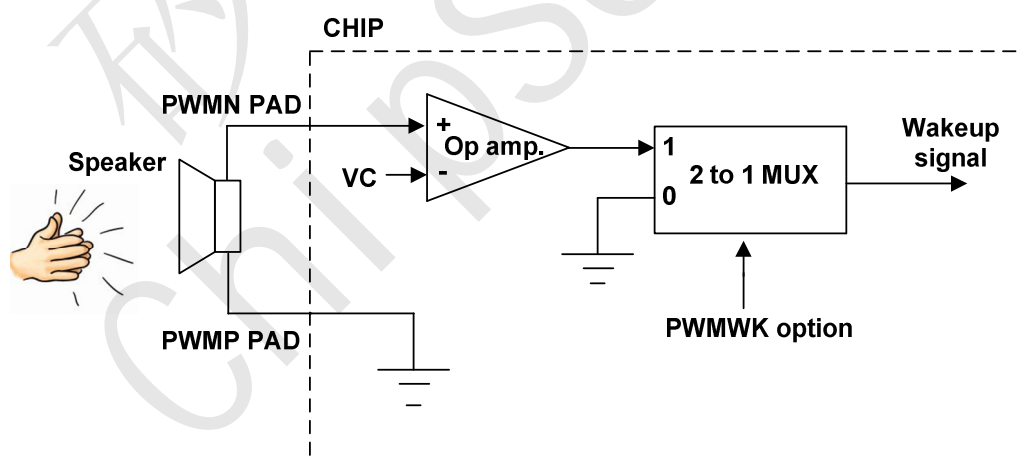 CHIP
PWMN PAD
Speaker
+
Op amp.
VC
-
1
2 to 1 MUX
0
Wakeup
signal
PWMWK option
PWMP PAD